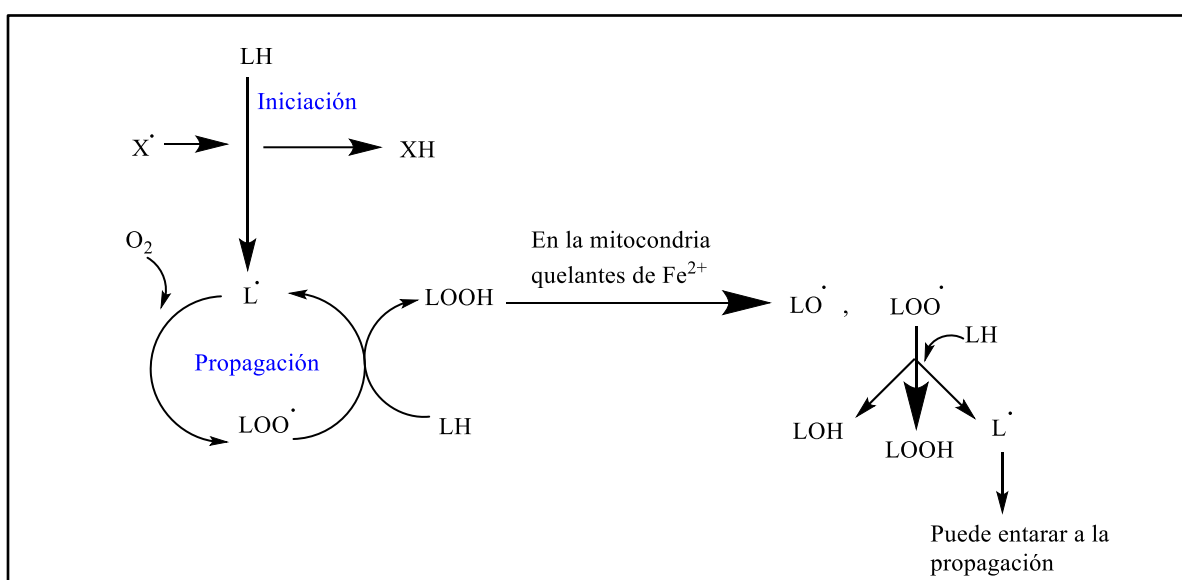 LH
Iniciación
X˙
XH
O₂
En la mitocondria
quelantes de Fe²⁺
L˙
LOOH
LO˙ , LOO˙
Propagación
LH
LOO˙
LH
LOH
LOOH
L˙
Puede entarar a la
propagación